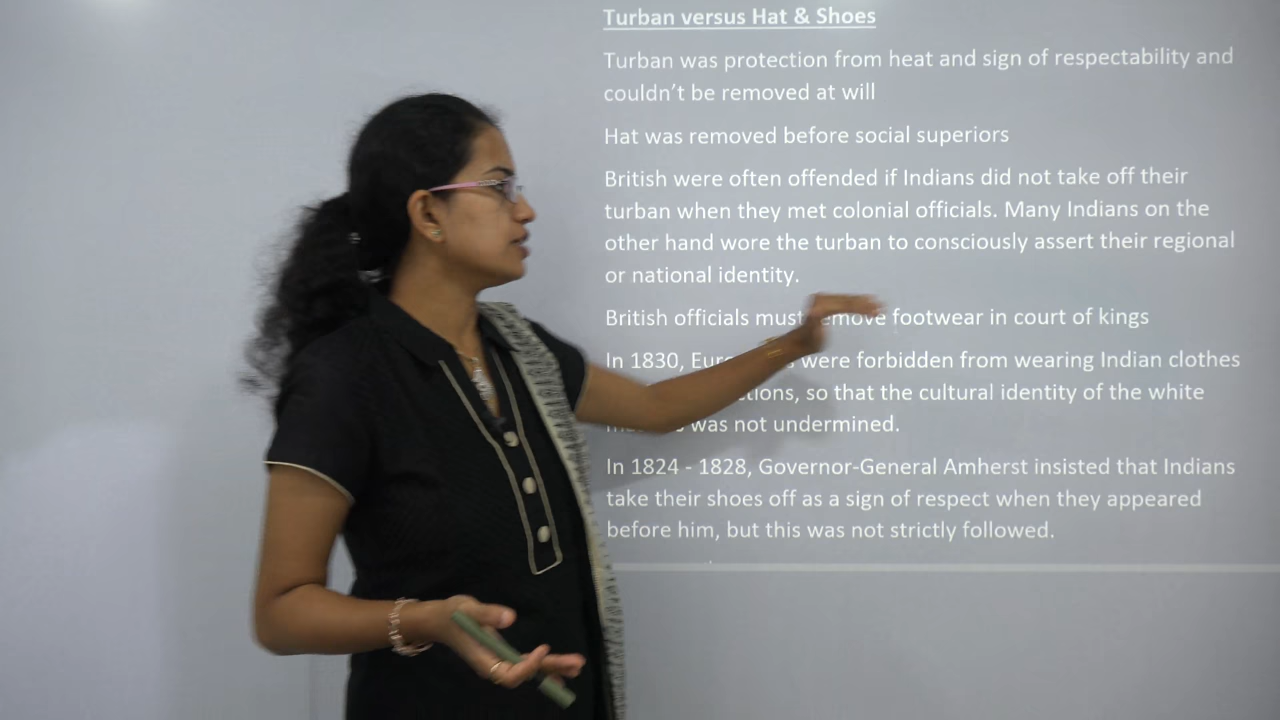 Turban versus Hat & Shoes
Turban was protection from heat and sign of respectability and
couldn't be removed at will
Hat was removed before social superiors
British were often offended if Indians did not take off their
turban when they met colonial officials. Many Indians on the
other hand wore the turban to consciously assert their regional
or national identity.
British officials must remove footwear in court of kings
In 1830, were forbidden from wearing Indian clothes
so that the cultural identity of the white
was not undermined.
In 1824 - 1828, Governor-General Amherst insisted that Indians
take their shoes off as a sign of respect when they appeared
before him, but this was not strictly followed.